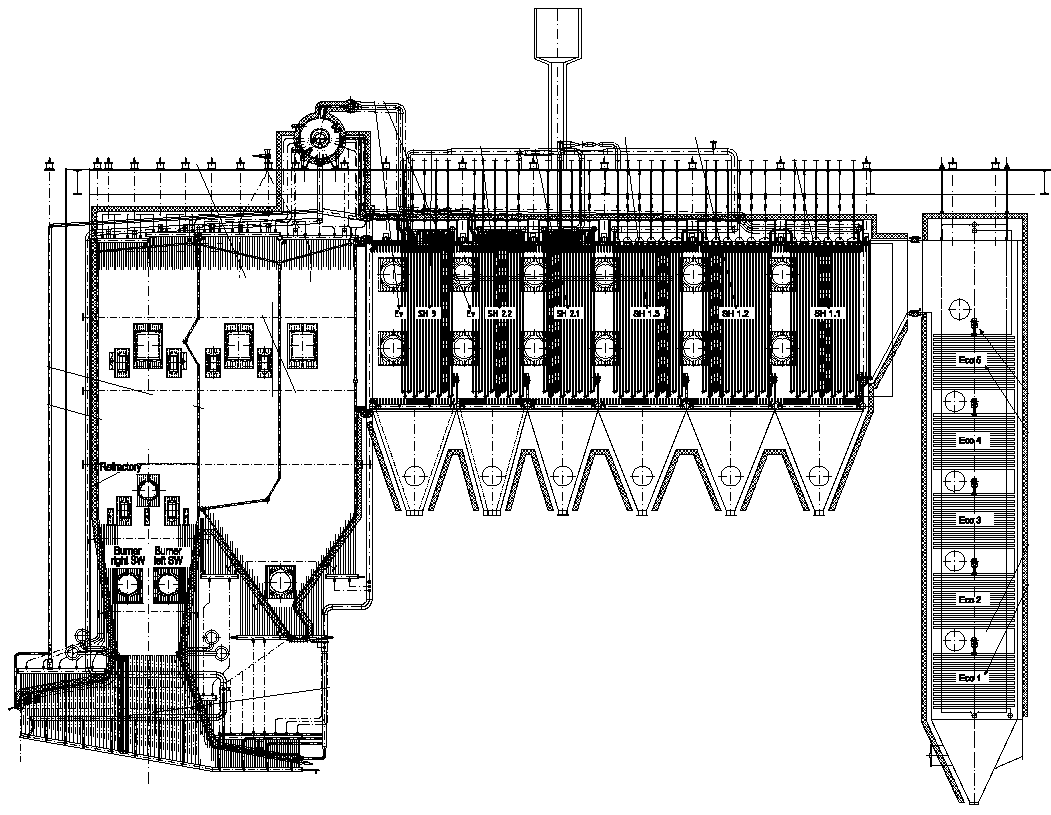 Ev
SH 3
Ev
SH 2.2
SH 2.1
SH 1.3
SH 1.2
SH 1.1
Eco 5
Eco 4
Eco 3
Eco 2
Eco 1
Refractory
Burner
right SW
Burner
left SW